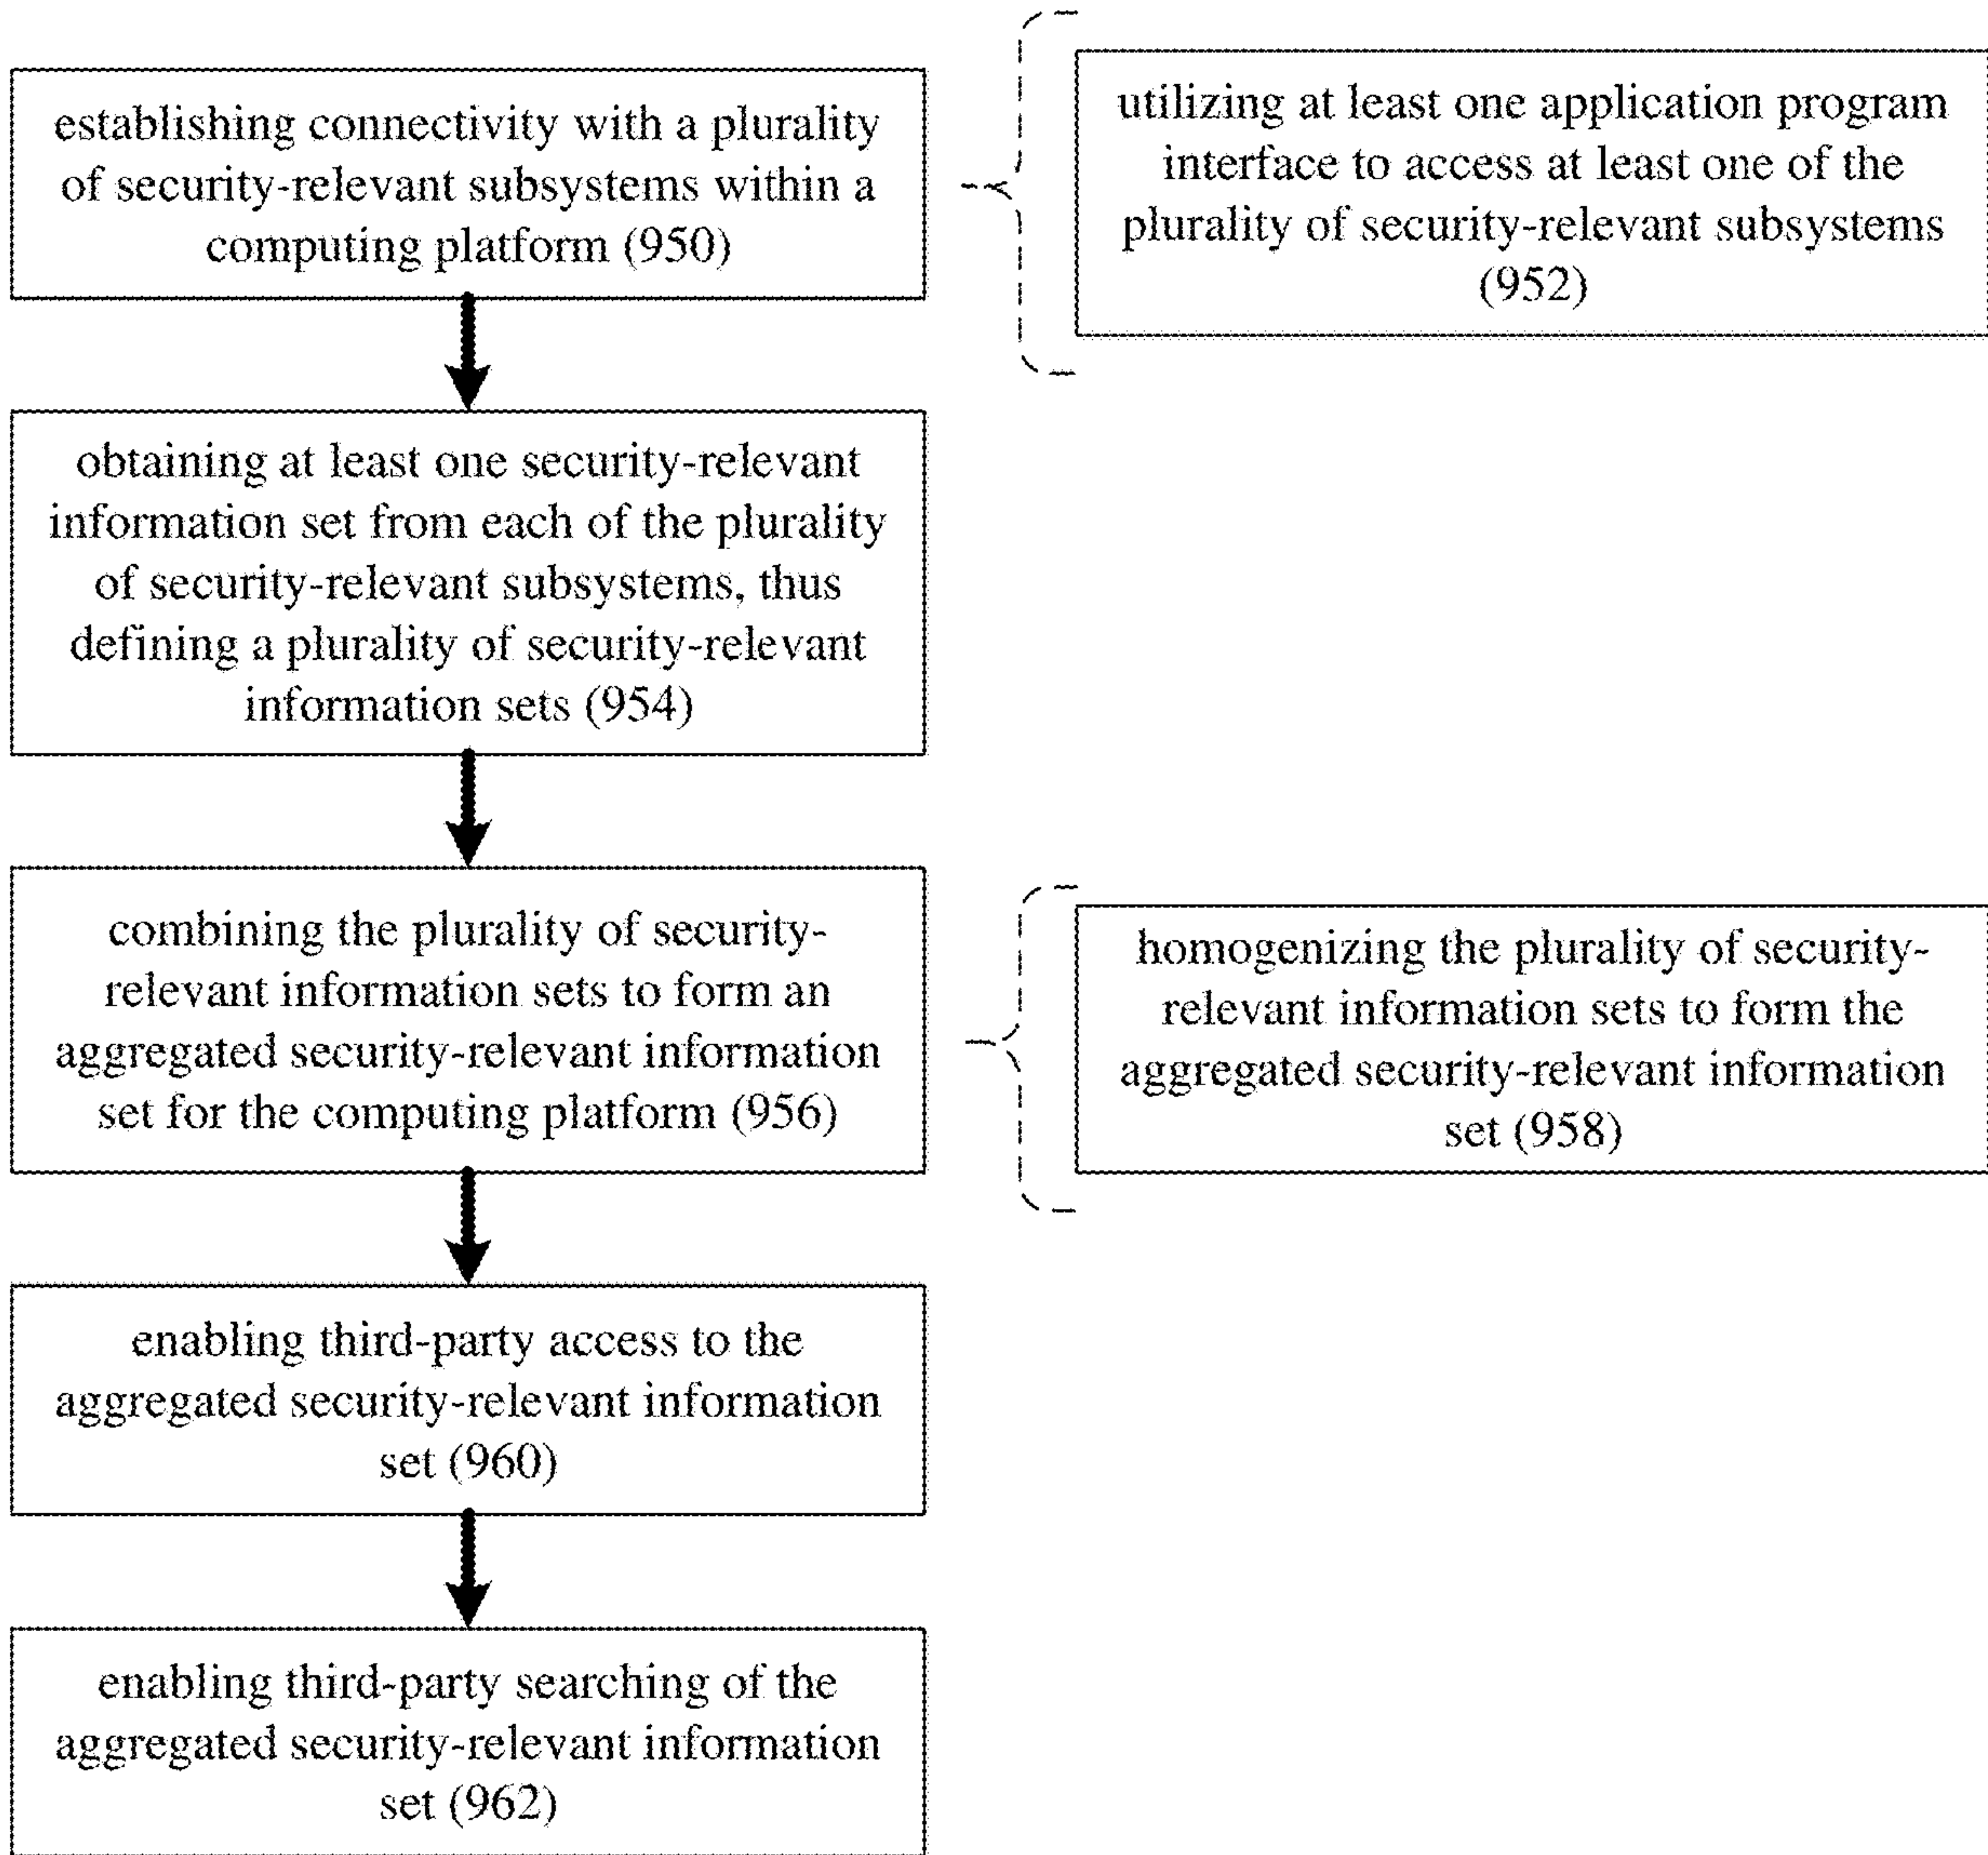 establishing connectivity with a plurality
of security-relevant subsystems within a
computing platform (950)
utilizing at least one application program
interface to access at least one of the
plurality of security-relevant subsystems
(952)
obtaining at least one security-relevant
information set from each of the plurality
of security-relevant subsystems, thus
defining a plurality of security-relevant
information sets (954)
combining the plurality of security-
relevant information sets to form an
aggregated security-relevant information
set for the computing platform (956)
homogenizing the plurality of security-
relevant information sets to form the
aggregated security-relevant information
set (958)
enabling third-party access to the
aggregated security-relevant information
set (960)
enabling third-party searching of the
aggregated security-relevant information
set (962)